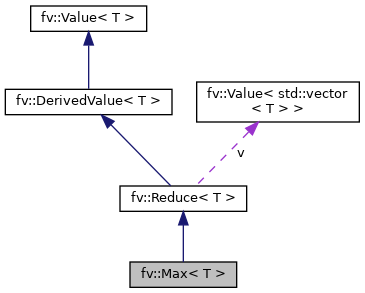 fv::Value< T >
fv::DerivedValue< T >
fv::Value< std::vector
< T > >
v
fv::Reduce< T >
fv::Max< T >